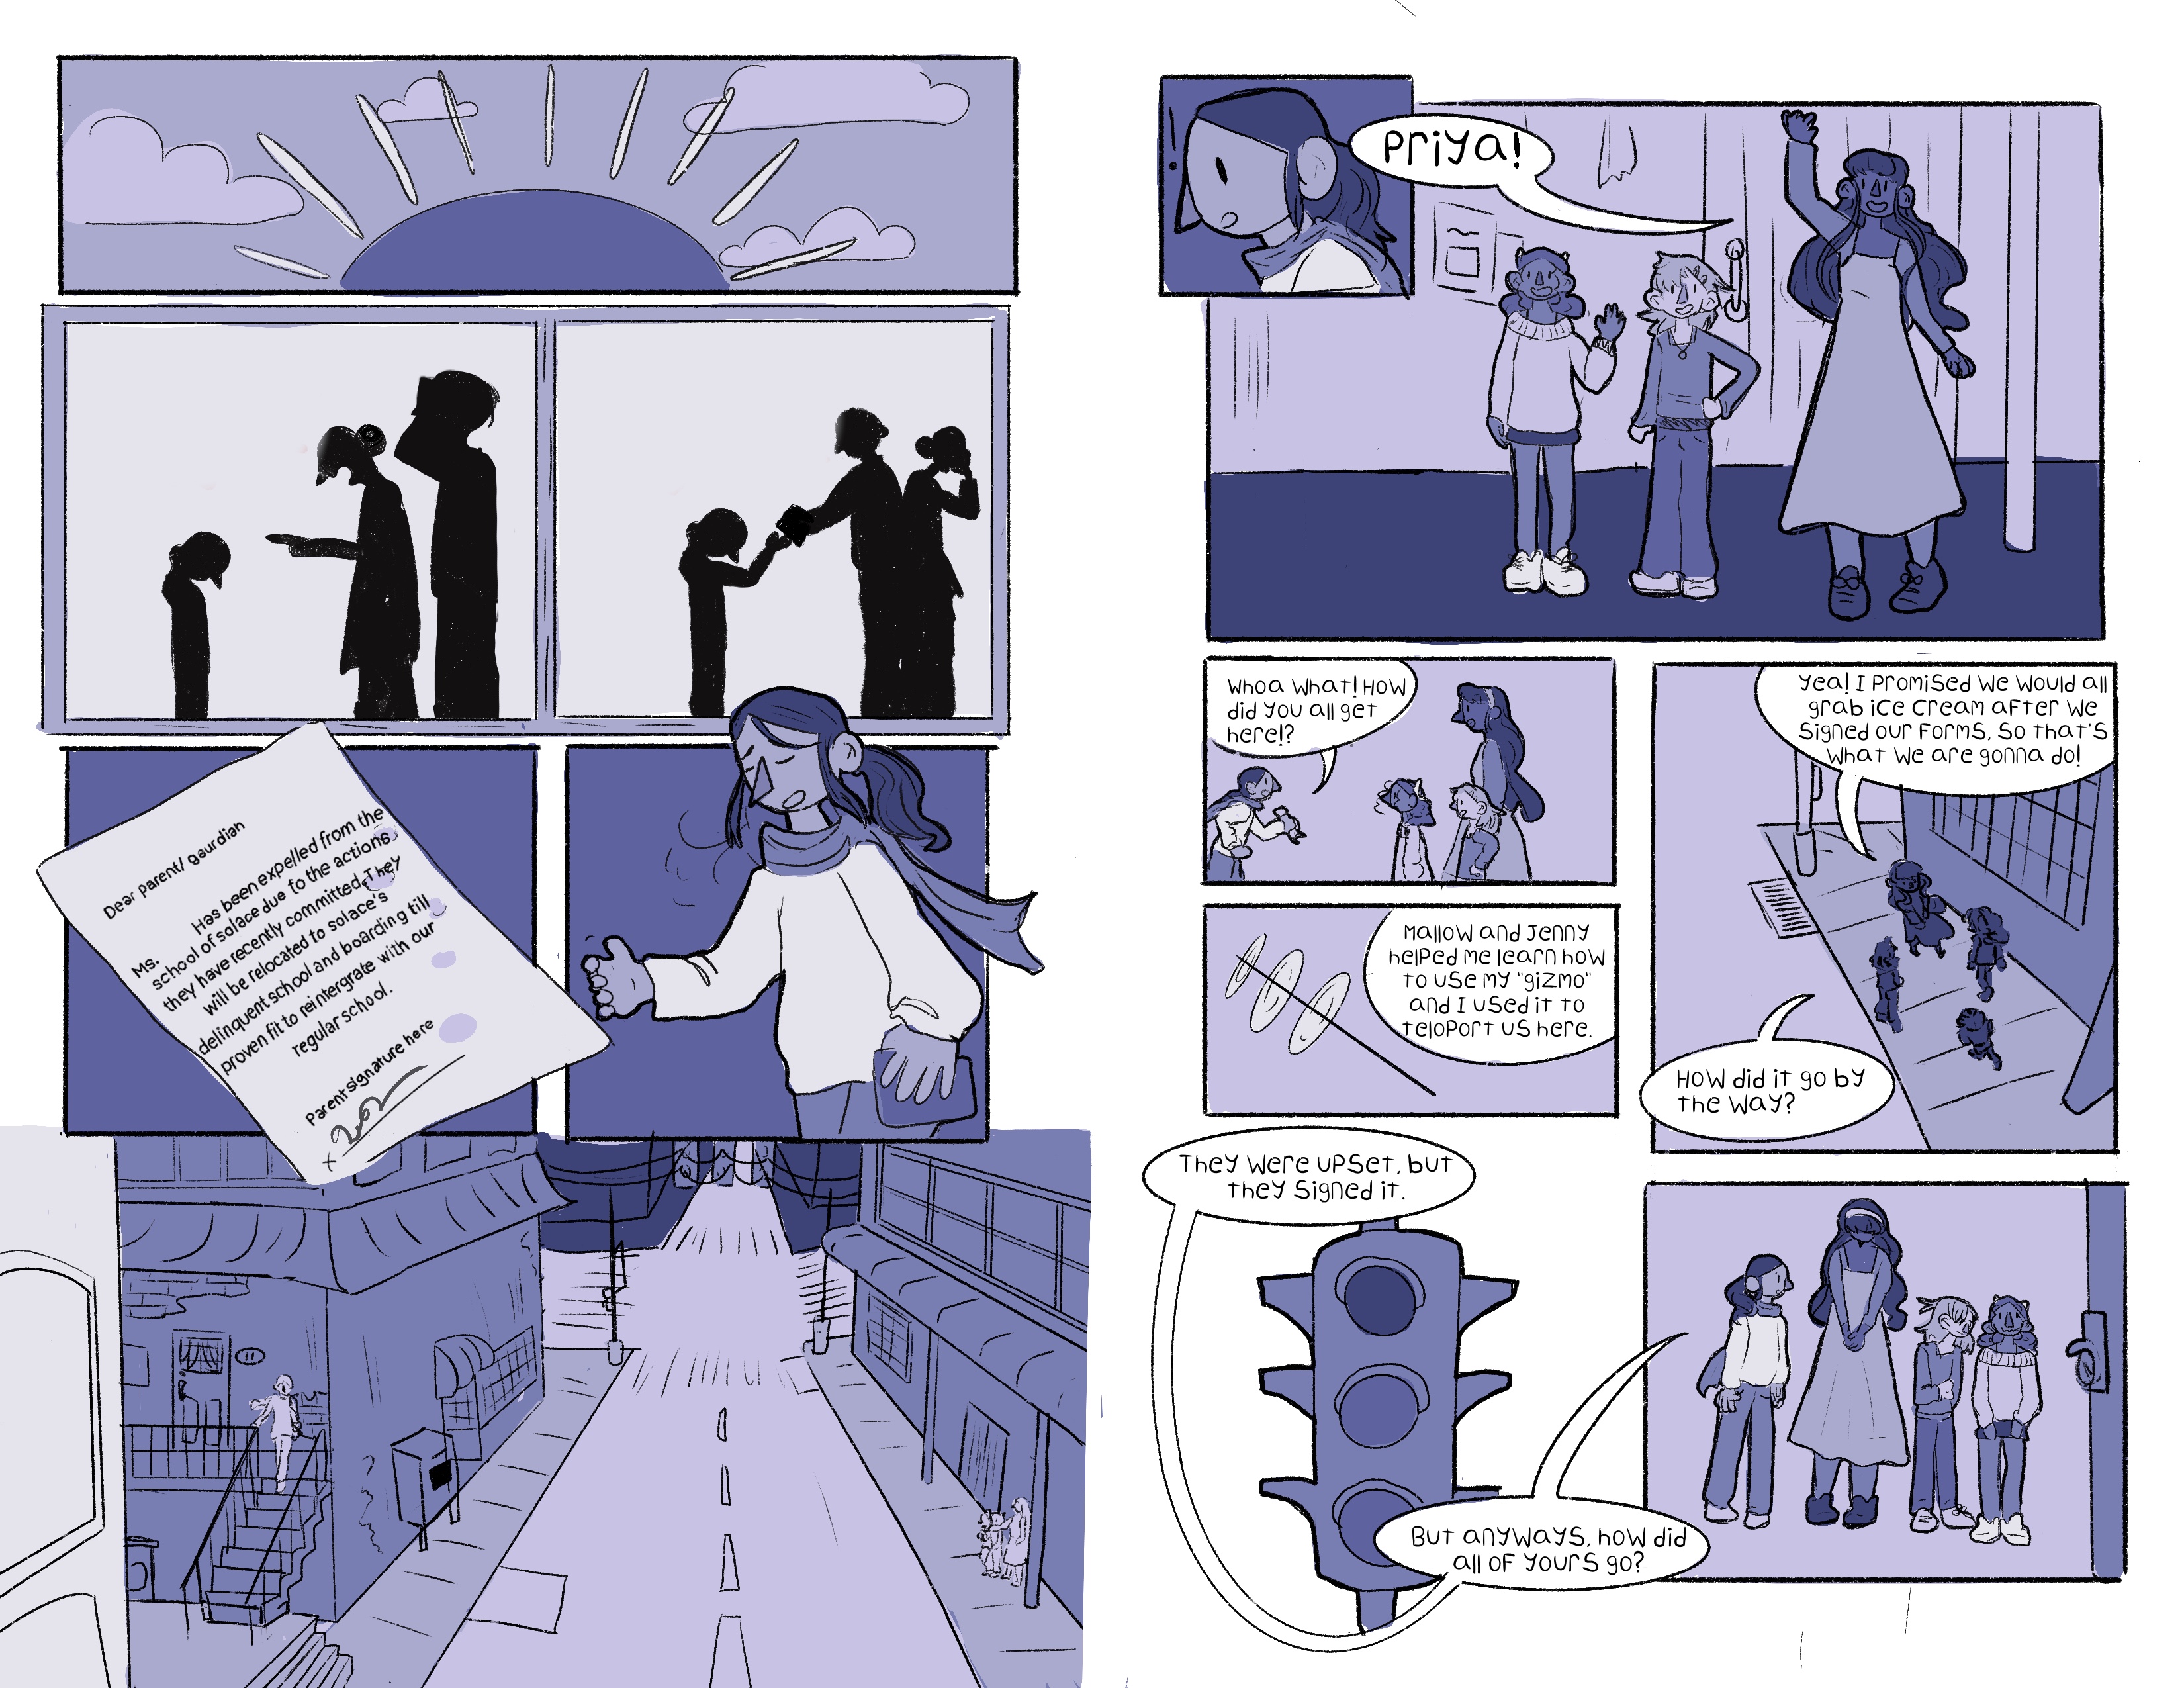 Dear parent/ gaurdian
Ms. Has been expelled from the
school of solace due to the actions
they have recently committed. They
will be relocated to solace's
delinquent school and boarding till
proven fit to reintergrate with our
regular school.
Parent signature here
x
11
!
Priya!
Whoa what! How
did you all get
here!?
Mallow and Jenny
helped me learn how
to use my "gizmo"
and I used it to
teloport us here.
Yea! I promised we would all
grab ice cream after we
signed our forms. So that's
what we are gonna do!
How did it go by
the way?
They were upset, but
they signed it.
But anyways, how did
all of yours go?